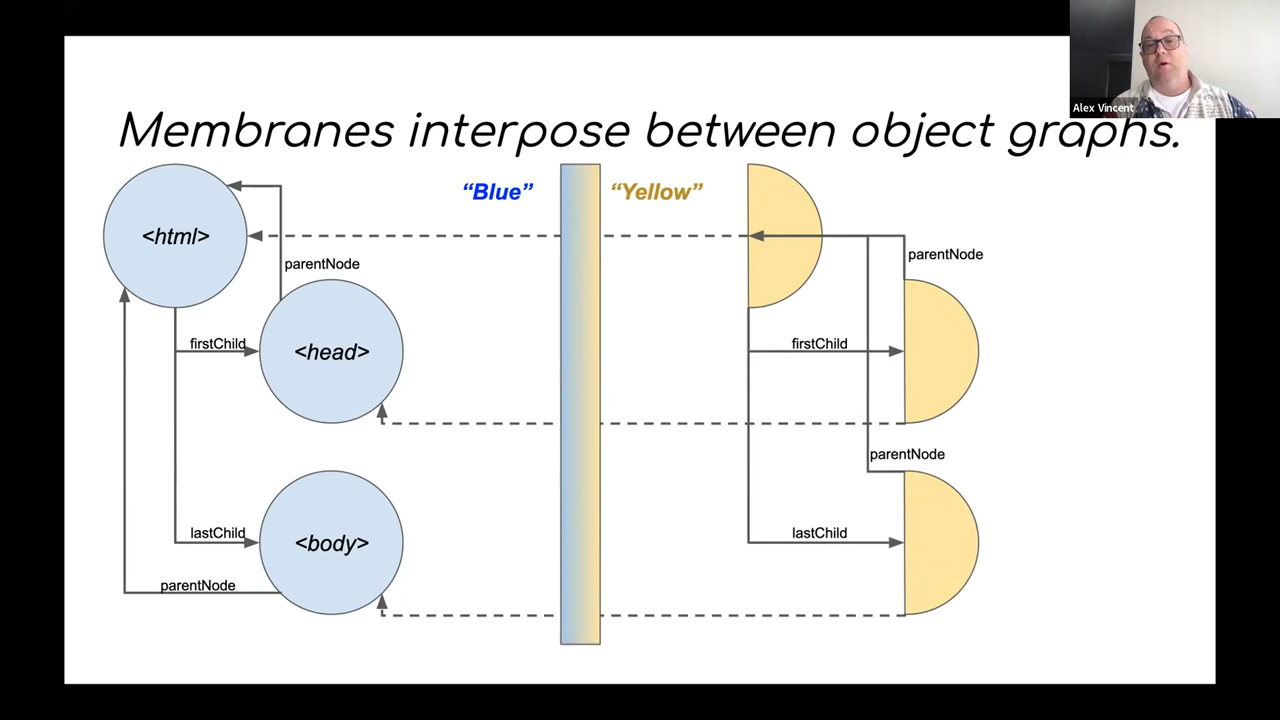 Alex Vincent
Membranes interpose between object graphs.
“Blue”
“Yellow”
<html>
parentNode
parentNode
firstChild
<head>
firstChild
parentNode
lastChild
<body>
lastChild
parentNode